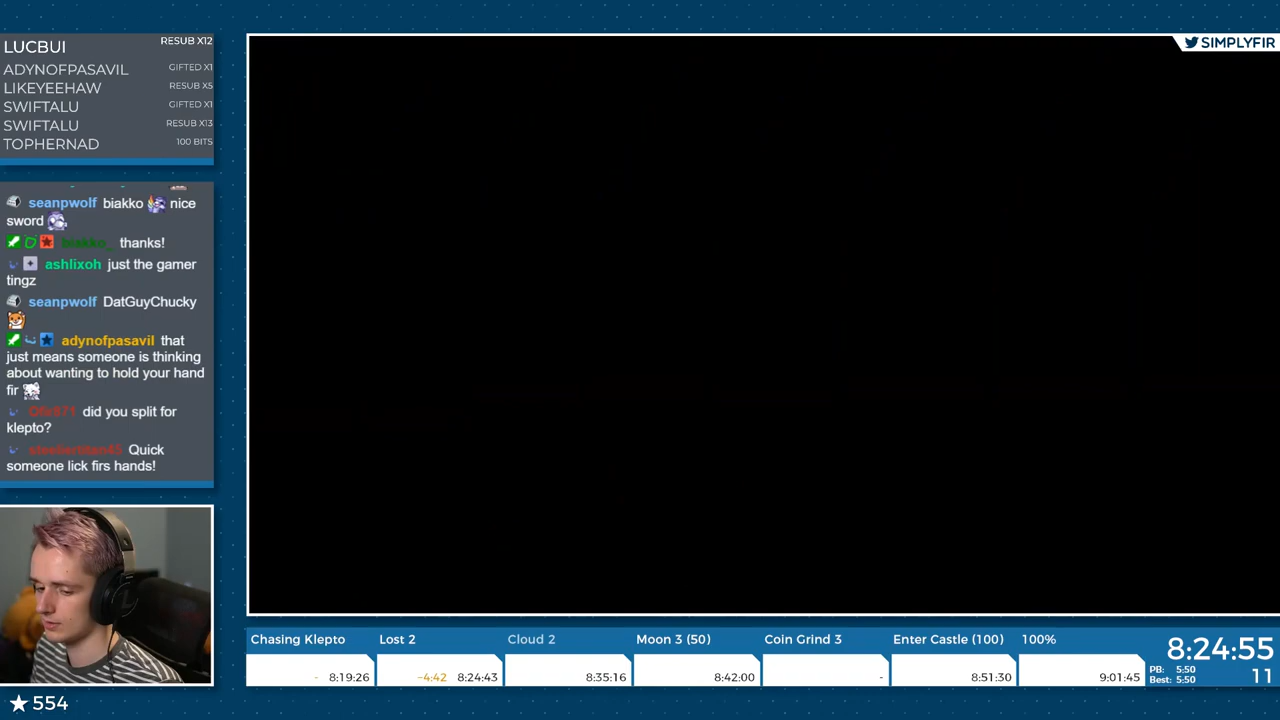 LUCBUI RESUB X12
ADYNOFPASAVIL GIFTED X1
LIKEYEEHAW RESUB X5
SWIFTALU GIFTED X1
SWIFTALU RESUB X13
TOPHERNAD 100 BITS
seanpwolf biakko nice
sword
biakko_ thanks!
ashlixoh just the gamer
tingz
seanpwolf DatGuyChucky
adynofpasavil that
just means someone is thinking
about wanting to hold your hand
fir
did you split for
klepto?
Quick
someone lick firs hands!
SIMPLYFIR
Chasing Klepto Lost 2 Cloud 2 Moon 3 (50) Coin Grind 3 Enter Castle (100) 100%
- 8:19:26 -4:42 8:24:43 8:35:16 8:42:00 - 8:51:30 9:01:45
8:24:55
PB: 5:50
Best: 5:50
11
554